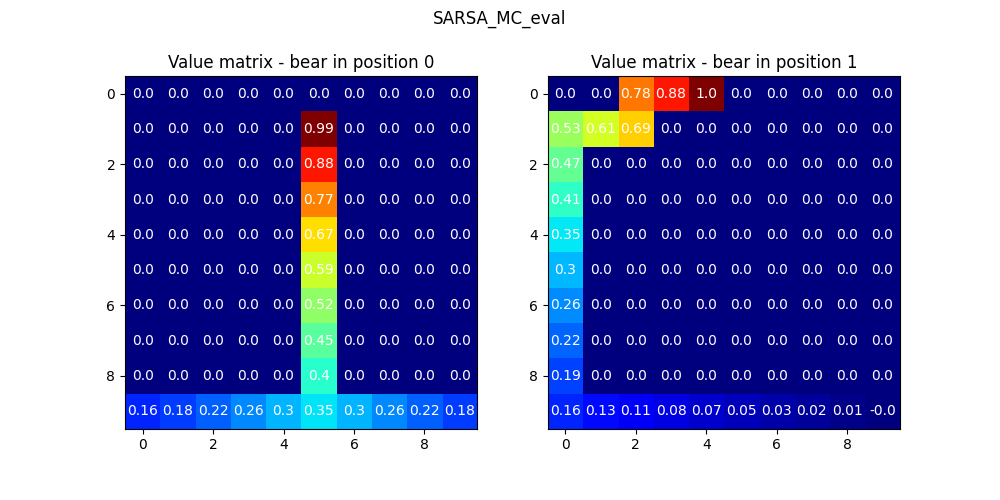 SARSA_MC_eval
Value matrix - bear in position 0
0 0.0 0.0 0.0 0.0 0.0 0.0 0.0 0.0 0.0 0.0
0.0 0.0 0.0 0.0 0.0 0.99 0.0 0.0 0.0 0.0
2 0.0 0.0 0.0 0.0 0.0 0.88 0.0 0.0 0.0 0.0
0.0 0.0 0.0 0.0 0.0 0.77 0.0 0.0 0.0 0.0
4 0.0 0.0 0.0 0.0 0.0 0.67 0.0 0.0 0.0 0.0
0.0 0.0 0.0 0.0 0.0 0.59 0.0 0.0 0.0 0.0
6 0.0 0.0 0.0 0.0 0.0 0.52 0.0 0.0 0.0 0.0
0.0 0.0 0.0 0.0 0.0 0.45 0.0 0.0 0.0 0.0
8 0.0 0.0 0.0 0.0 0.0 0.4 0.0 0.0 0.0 0.0
0.16 0.18 0.22 0.26 0.3 0.35 0.3 0.26 0.22 0.18
0 2 4 6 8
Value matrix - bear in position 1
0 0.0 0.0 0.78 0.88 1.0 0.0 0.0 0.0 0.0 0.0
0.53 0.61 0.69 0.0 0.0 0.0 0.0 0.0 0.0 0.0
2 0.47 0.0 0.0 0.0 0.0 0.0 0.0 0.0 0.0 0.0
0.41 0.0 0.0 0.0 0.0 0.0 0.0 0.0 0.0 0.0
4 0.35 0.0 0.0 0.0 0.0 0.0 0.0 0.0 0.0 0.0
0.3 0.0 0.0 0.0 0.0 0.0 0.0 0.0 0.0 0.0
6 0.26 0.0 0.0 0.0 0.0 0.0 0.0 0.0 0.0 0.0
0.22 0.0 0.0 0.0 0.0 0.0 0.0 0.0 0.0 0.0
8 0.19 0.0 0.0 0.0 0.0 0.0 0.0 0.0 0.0 0.0
0.16 0.13 0.11 0.08 0.07 0.05 0.03 0.02 0.01 -0.0
0 2 4 6 8